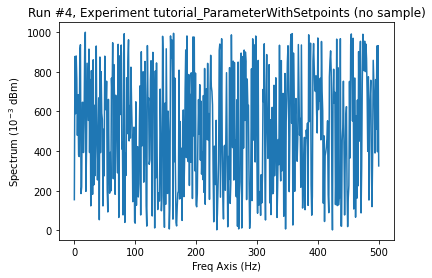 Run #4, Experiment tutorial_ParameterWithSetpoints (no sample)
1000
800
600
400
200
0
Spectrum (10⁻³ dBm)
0 100 200 300 400 500
Freq Axis (Hz)